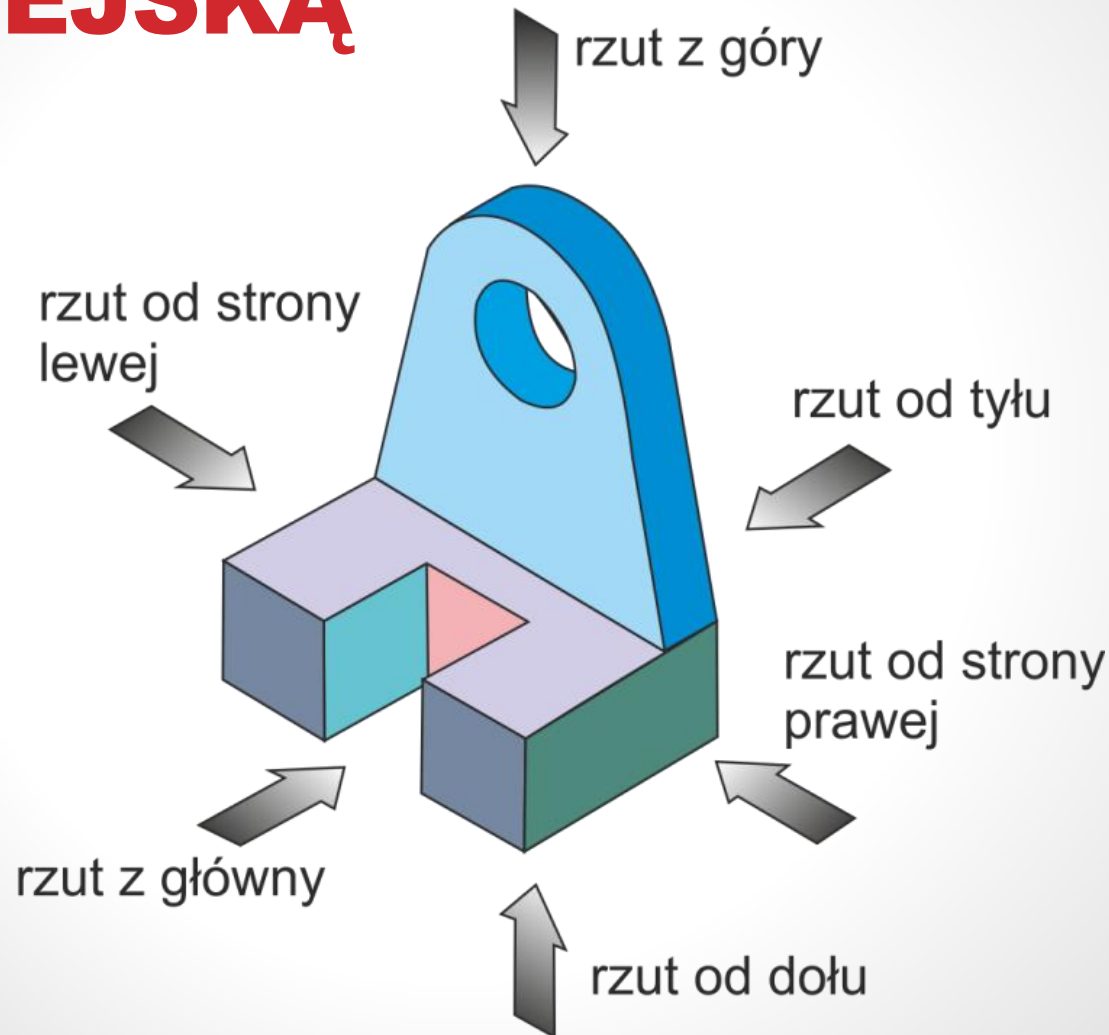 EJSKĄ
rzut z góry
rzut od strony
lewej
rzut od tyłu
rzut od strony
prawej
rzut z główny
rzut od dołu